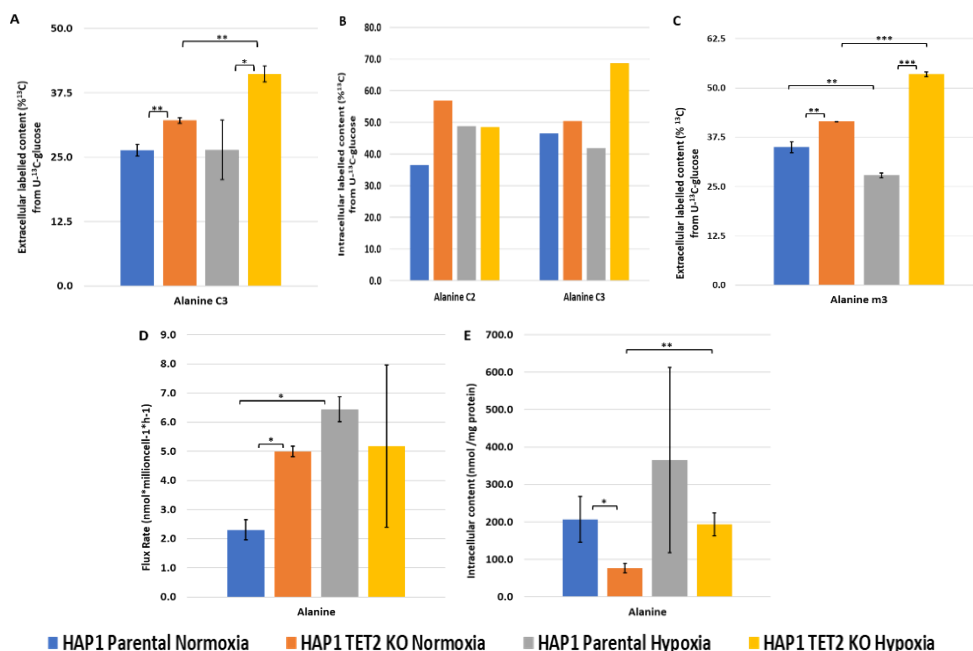 A
Extracellular labelled content (%¹³C)
from U-¹³C-glucose
50.0
37.5
25.0
12.5
0.0
**
**
*
Alanine C3
B
Intracellular labelled content (%¹³C)
from U-¹³C-glucose
80.0
70.0
60.0
50.0
40.0
30.0
20.0
10.0
0.0
Alanine C2
Alanine C3
C
Extracellular labelled content (% ¹³C)
from U-¹³C-glucose
62.5
50.0
37.5
25.0
12.5
0.0
***
**
***
**
Alanine m3
D
Flux Rate (nmol*millioncell-1*h-1)
9.0
8.0
7.0
6.0
5.0
4.0
3.0
2.0
1.0
0.0
*
*
Alanine
E
Intracellular content (nmol /mg protein)
700.0
600.0
500.0
400.0
300.0
200.0
100.0
0.0
**
*
Alanine
HAP1 Parental Normoxia
HAP1 TET2 KO Normoxia
HAP1 Parental Hypoxia
HAP1 TET2 KO Hypoxia